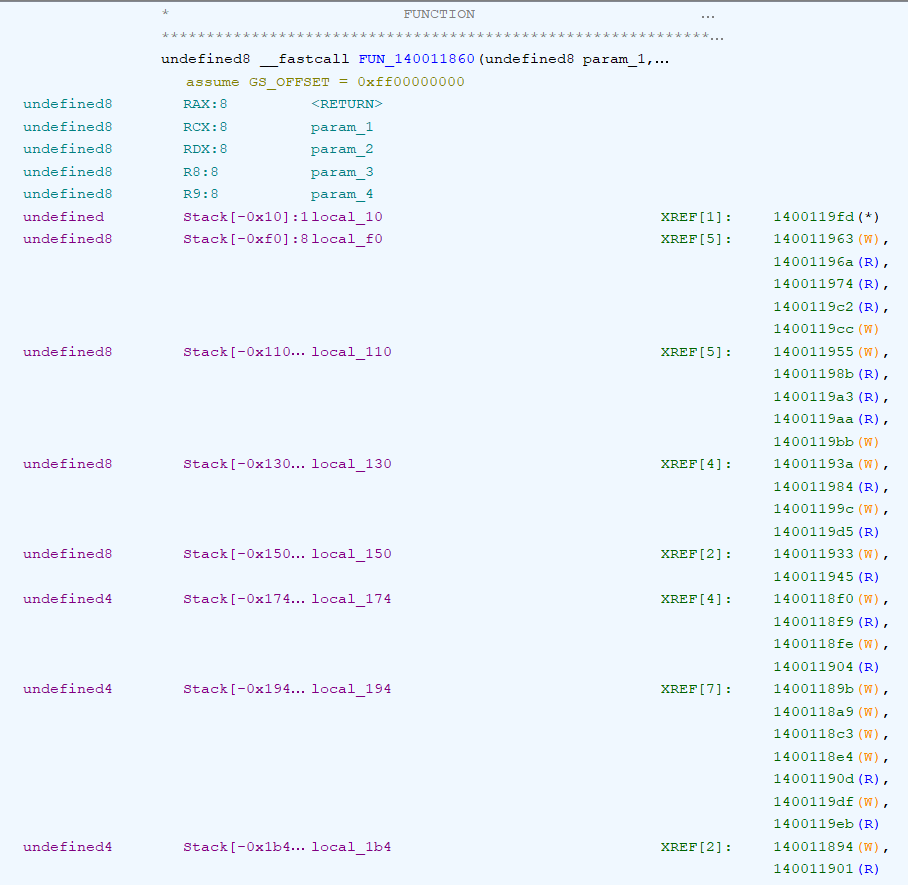 * FUNCTION ...
************************************************************...
undefined8 __fastcall FUN_140011860(undefined8 param_1,...
assume GS_OFFSET = 0xff00000000
undefined8 RAX:8 <RETURN>
undefined8 RCX:8 param_1
undefined8 RDX:8 param_2
undefined8 R8:8 param_3
undefined8 R9:8 param_4
undefined Stack[-0x10]:1 local_10 XREF[1]: 1400119fd(*)
undefined8 Stack[-0xf0]:8 local_f0 XREF[5]: 140011963(W),
14001196a(R),
140011974(R),
1400119c2(R),
1400119cc(W)
undefined8 Stack[-0x110... local_110 XREF[5]: 140011955(W),
14001198b(R),
1400119a3(R),
1400119aa(R),
1400119bb(W)
undefined8 Stack[-0x130... local_130 XREF[4]: 14001193a(W),
140011984(R),
14001199c(W),
1400119d5(R)
undefined8 Stack[-0x150... local_150 XREF[2]: 140011933(W),
140011945(R)
undefined4 Stack[-0x174... local_174 XREF[4]: 1400118f0(W),
1400118f9(R),
1400118fe(W),
140011904(R)
undefined4 Stack[-0x194... local_194 XREF[7]: 14001189b(W),
1400118a9(W),
1400118c3(W),
1400118e4(W),
14001190d(R),
1400119df(W),
1400119eb(R)
undefined4 Stack[-0x1b4... local_1b4 XREF[2]: 140011894(W),
140011901(R)